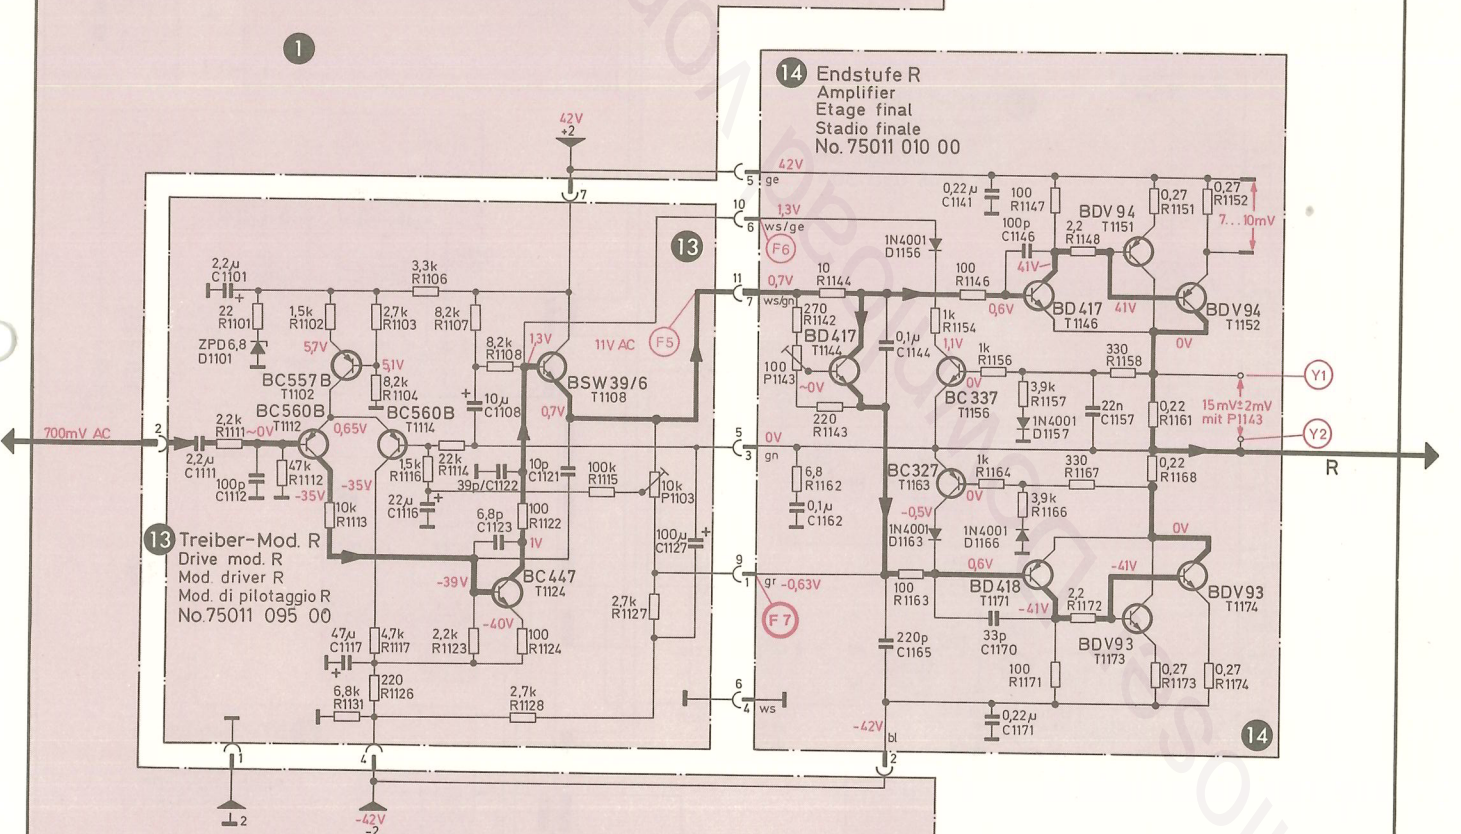 1
14 Endstufe R
Amplifier
Etage final
Stadio finale
No. 75011 010 00
42V
+2
7
5
ge
42V
10
6
1,3V
ws/ge
F6
13
11
7
0,7V
ws/gn
F5
11V AC
2,2µ
C1101
+
22
R1101
ZPD6,8
D1101
1,5k
R1102
5,7V
2,7k
R1103
5,1V
8,2k
R1104
3,3k
R1106
8,2k
R1107
8,2k
R1108
1,3V
BSW39/6
T1108
0,7V
10µ
C1108
+
BC557B
T1102
BC560B
T1112
BC560B
T1114
0,65V
700mV AC
2
2,2µ
C1111
2,2k
R1111
~0V
100p
C1112
47k
R1112
-35V
-35V
10k
R1113
1,5k
R1116
22k
R1114
22µ
C1116
+
39p/C1122
10p
C1121
100k
R1115
10k
P1103
6,8p
C1123
100
R1122
1V
100µ
C1127
+
13 Treiber-Mod. R
Drive mod. R
Mod. driver R
Mod. di pilotaggio R
No.75011 095 00
-39V
BC447
T1124
-40V
2,7k
R1127
47µ
C1117
+
4,7k
R1117
2,2k
R1123
100
R1124
220
R1126
6,8k
R1131
2,7k
R1128
1
4
2
-42V
-2
5
3
0V
gn
9
1
gr
-0,63V
F 7
6
4
ws
-42V
bl
2
10
R1144
270
R1142
BD417
T1144
100
P1143
~0V
220
R1143
0,1µ
C1144
1N4001
D1156
1k
R1154
1,1V
100
R1146
0,6V
0,22µ
C1141
100
R1147
100p
C1146
41V
BD417
T1146
2,2
R1148
BDV94
T1151
0,27
R1151
0,27
R1152
7...10mV
41V
BDV94
T1152
0V
1k
R1156
0V
BC337
T1156
3,9k
R1157
1N4001
D1157
22n
C1157
330
R1158
0,22
R1161
15mV±2mV
mit P1143
Y1
Y2
R
6,8
R1162
0,1µ
C1162
BC327
T1163
-0,5V
1k
R1164
0V
330
R1167
0,22
R1168
3,9k
R1166
1N4001
D1163
1N4001
D1166
0V
0,6V
100
R1163
BD418
T1171
-41V
-41V
2,2
R1172
BDV93
T1174
BDV93
T1173
33p
C1170
220p
C1165
100
R1171
0,27
R1173
0,27
R1174
0,22µ
C1171
14